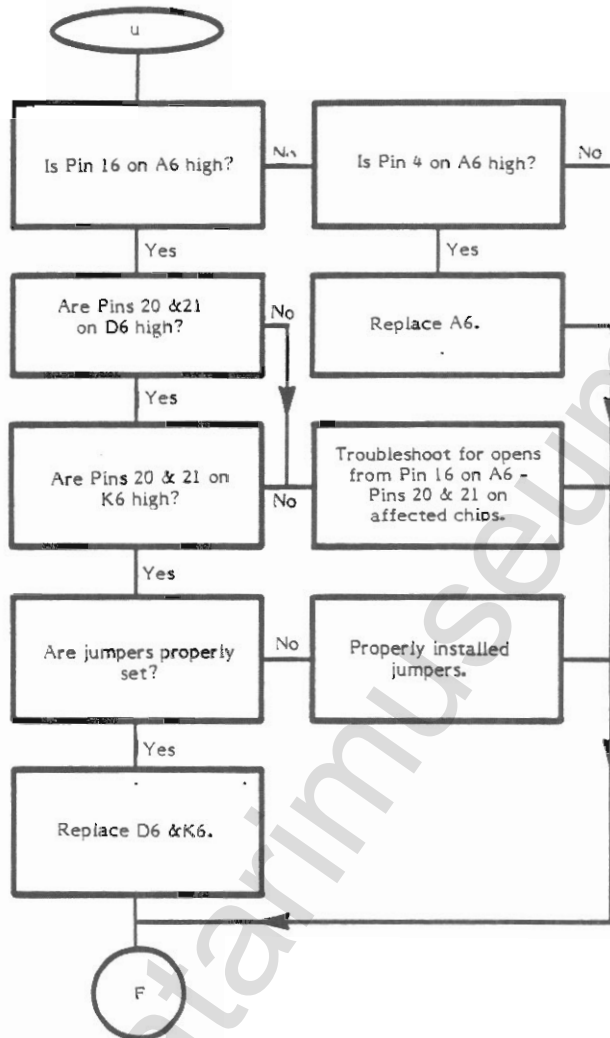 u
Is Pin 16 on A6 high?
No
Is Pin 4 on A6 high?
No
Yes
Yes
Are Pins 20 &21
on D6 high?
No
Replace A6.
Yes
Are Pins 20 & 21 on
K6 high?
No
Troubleshoot for opens
from Pin 16 on A6 -
Pins 20 & 21 on
affected chips.
Yes
Are jumpers properly
set?
No
Properly installed
jumpers.
Yes
Replace D6 &K6.
F
atarimuseum